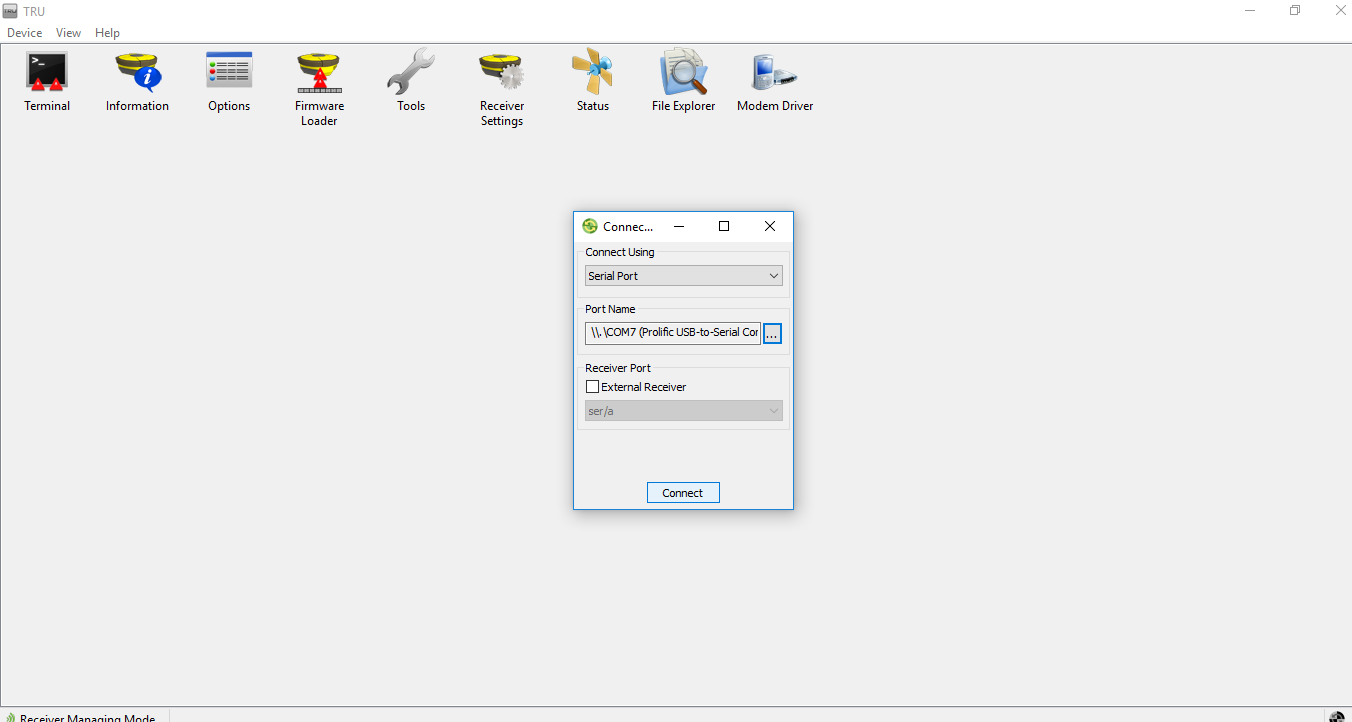 TRU
Device View Help
Terminal Information Options Firmware Loader Tools Receiver Settings Status File Explorer Modem Driver
Connec...
Connect Using
Serial Port
Port Name
\\.\COM7 (Prolific USB-to-Serial Cor
...
Receiver Port
External Receiver
ser/a
Connect
Receiver Managing Mode